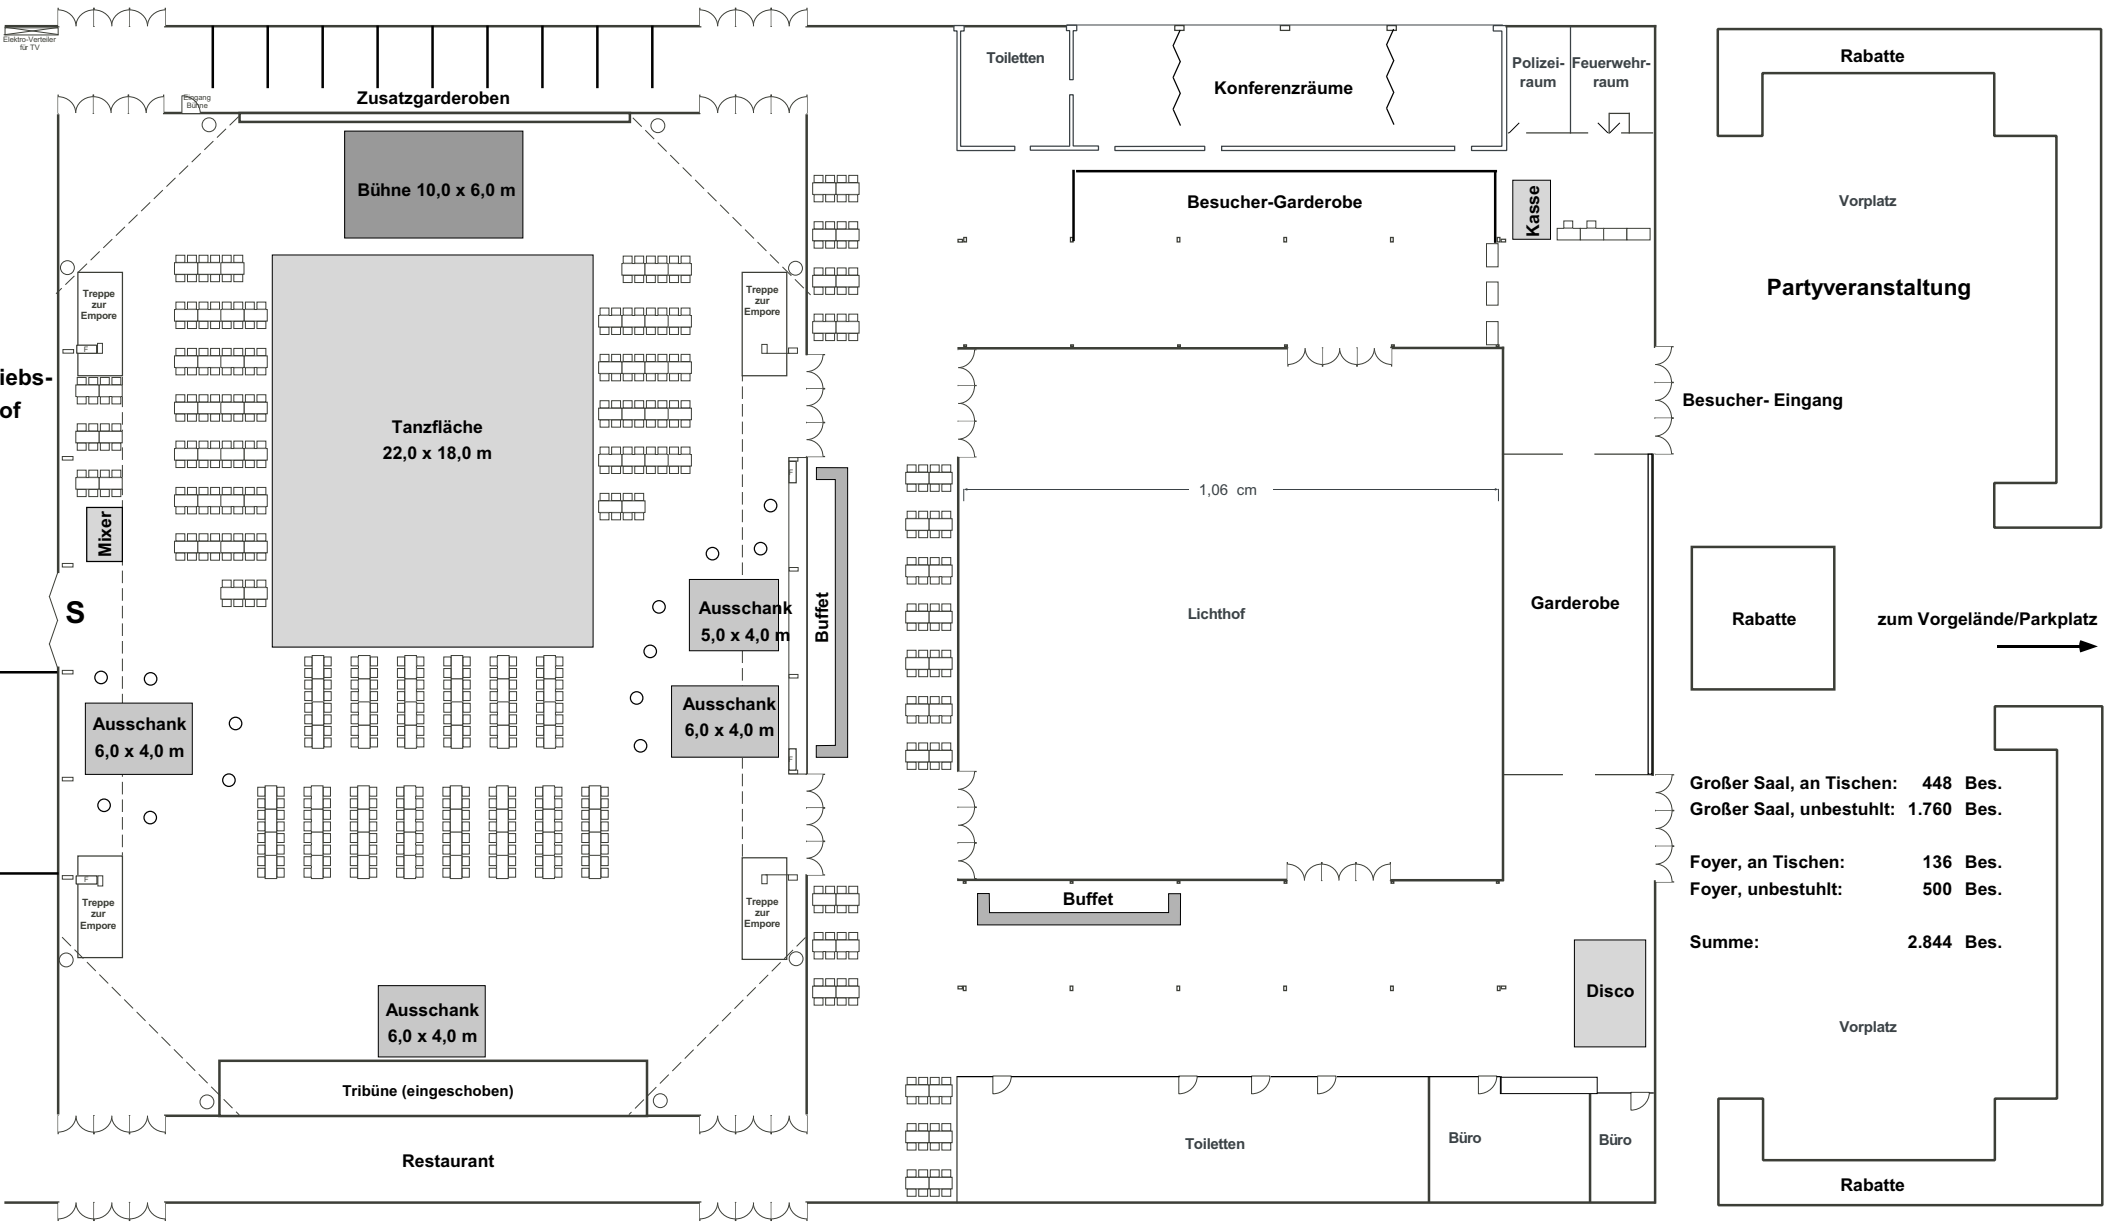 Elektro-Verteiler
für TV
Eingang
Bühne
Zusatzgarderoben
Toiletten
Konferenzräume
Polizei-
raum
Feuerwehr-
raum
Rabatte
Bühne 10,0 x 6,0 m
Besucher-Garderobe
Kasse
Vorplatz
Partyveranstaltung
Treppe
zur
Empore
F
Treppe
zur
Empore
iebs-
of
Tanzfläche
22,0 x 18,0 m
Besucher- Eingang
F
1,06 cm
Mixer
S
Ausschank
5,0 x 4,0 m
Buffet
Lichthof
Garderobe
Rabatte
zum Vorgelände/Parkplatz
Ausschank
6,0 x 4,0 m
Ausschank
6,0 x 4,0 m
F
Großer Saal, an Tischen: 448 Bes.
Großer Saal, unbestuhlt: 1.760 Bes.
Foyer, an Tischen: 136 Bes.
Foyer, unbestuhlt: 500 Bes.
Summe: 2.844 Bes.
F
Treppe
zur
Empore
Treppe
zur
Empore
Buffet
Disco
Ausschank
6,0 x 4,0 m
Vorplatz
Tribüne (eingeschoben)
Restaurant
Toiletten
Büro
Büro
Rabatte